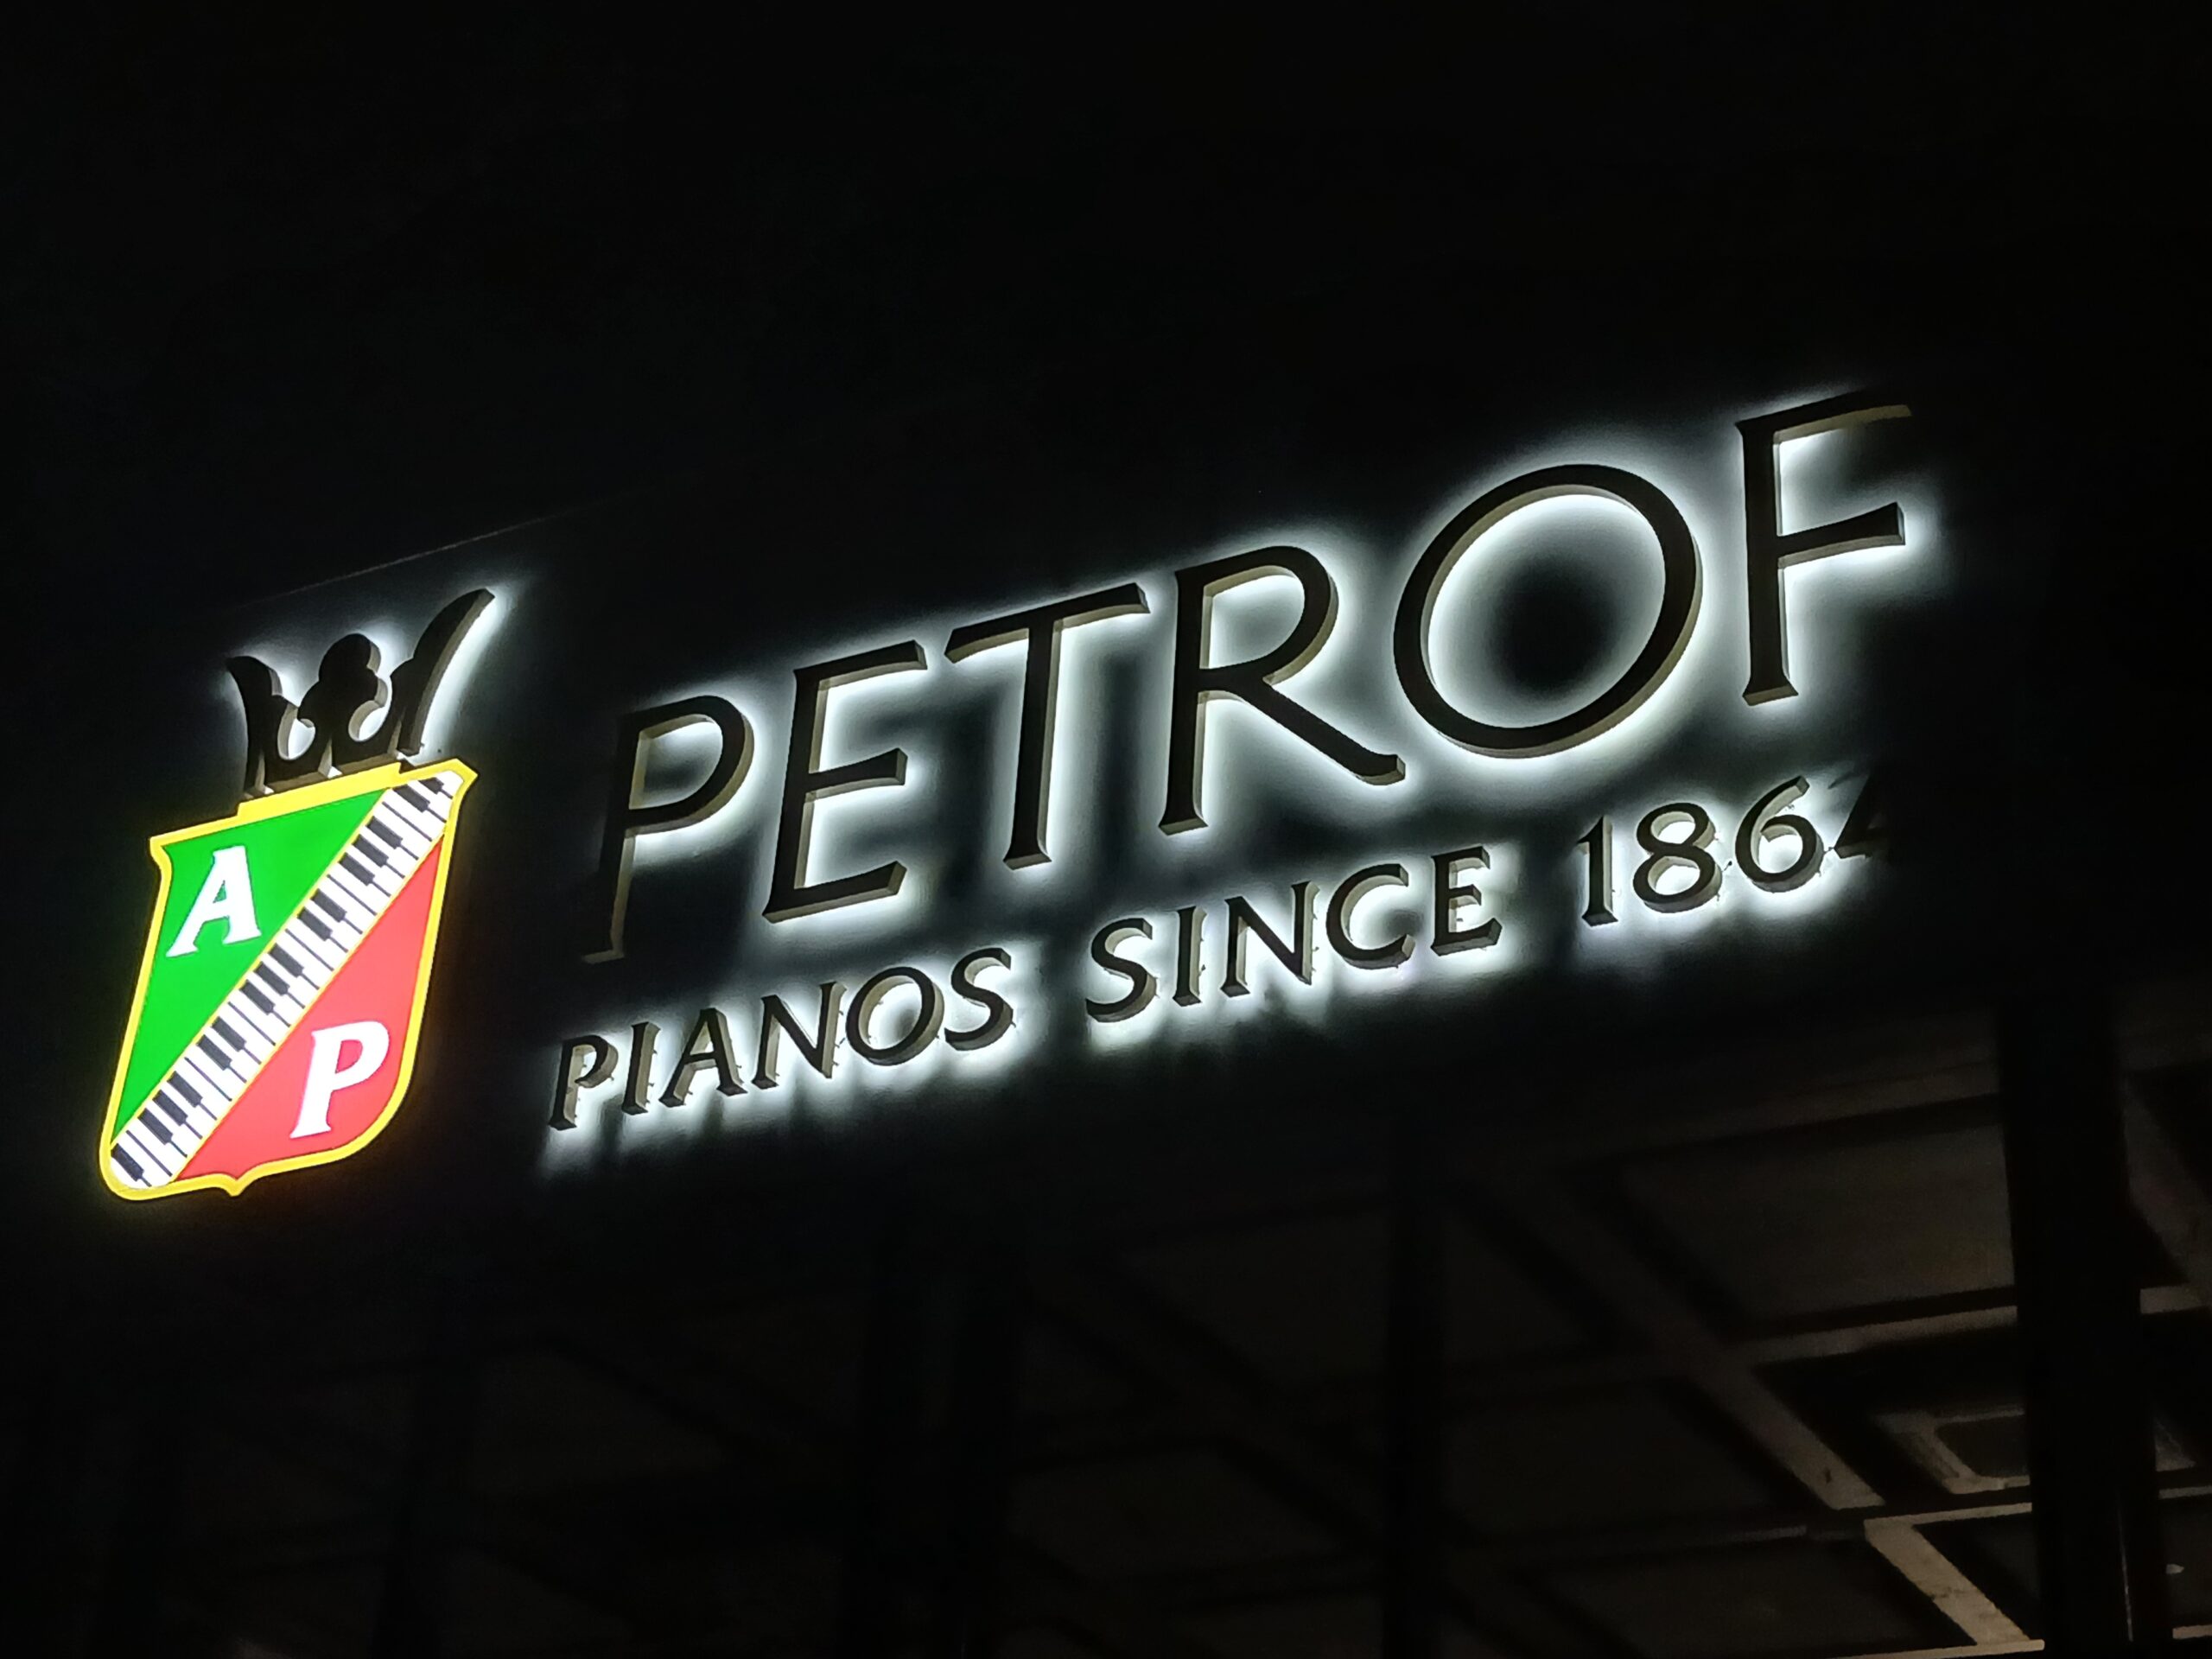 A
P
PETROF
PIANOS SINCE 1864